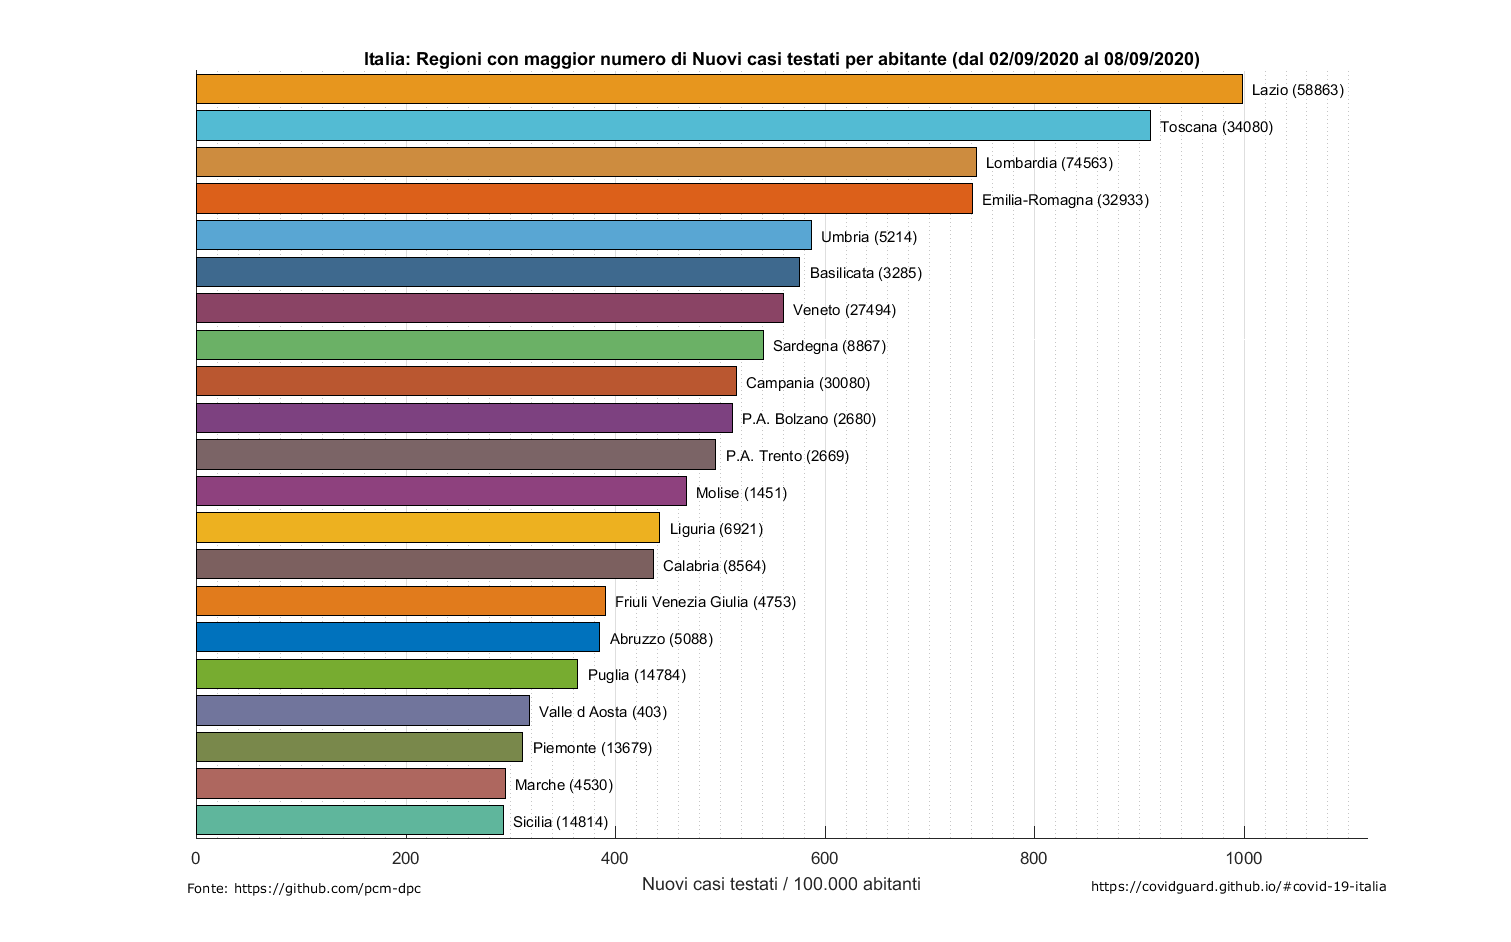 Italia: Regioni con maggior numero di Nuovi casi testati per abitante (dal 02/09/2020 al 08/09/2020)
Lazio (58863)
Toscana (34080)
Lombardia (74563)
Emilia-Romagna (32933)
Umbria (5214)
Basilicata (3285)
Veneto (27494)
Sardegna (8867)
Campania (30080)
P.A. Bolzano (2680)
P.A. Trento (2669)
Molise (1451)
Liguria (6921)
Calabria (8564)
Friuli Venezia Giulia (4753)
Abruzzo (5088)
Puglia (14784)
Valle d Aosta (403)
Piemonte (13679)
Marche (4530)
Sicilia (14814)
0 200 400 600 800 1000
Nuovi casi testati / 100.000 abitanti
Fonte: https://github.com/pcm-dpc
https://covidguard.github.io/#covid-19-italia